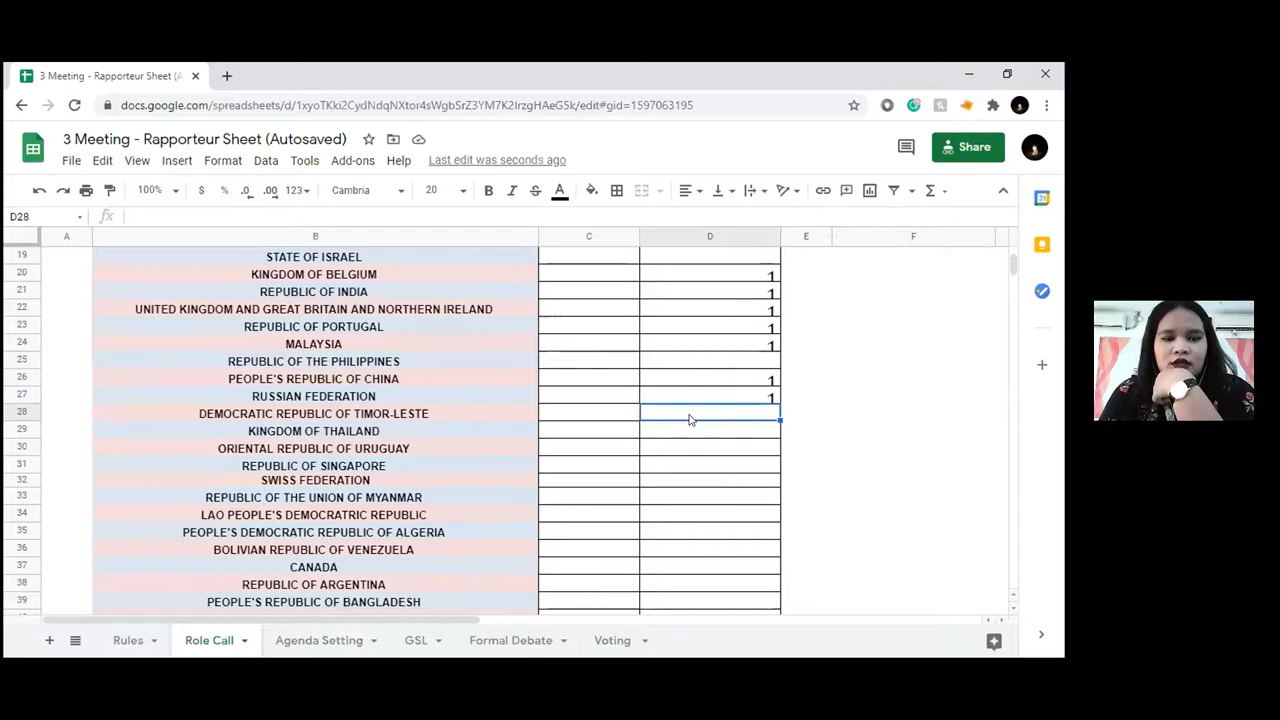 3 Meeting - Rapporteur Sheet (A
docs.google.com/spreadsheets/d/1xyoTKki2CydNdqNXtor4sWgbSrZ3YM7K2IrzgHAeG5k/edit#gid=1597063195
3 Meeting - Rapporteur Sheet (Autosaved)
File Edit View Insert Format Data Tools Add-ons Help Last edit was seconds ago
Share
100% $ % .0 .00 123 Cambria 20 B I S A
D28 fx
A B C D E F
19 STATE OF ISRAEL
20 KINGDOM OF BELGIUM 1
21 REPUBLIC OF INDIA 1
22 UNITED KINGDOM AND GREAT BRITAIN AND NORTHERN IRELAND 1
23 REPUBLIC OF PORTUGAL 1
24 MALAYSIA 1
25 REPUBLIC OF THE PHILIPPINES
26 PEOPLE'S REPUBLIC OF CHINA 1
27 RUSSIAN FEDERATION 1
28 DEMOCRATIC REPUBLIC OF TIMOR-LESTE
29 KINGDOM OF THAILAND
30 ORIENTAL REPUBLIC OF URUGUAY
31 REPUBLIC OF SINGAPORE
32 SWISS FEDERATION
33 REPUBLIC OF THE UNION OF MYANMAR
34 LAO PEOPLE'S DEMOCRATRIC REPUBLIC
35 PEOPLE'S DEMOCRATIC REPUBLIC OF ALGERIA
36 BOLIVIAN REPUBLIC OF VENEZUELA
37 CANADA
38 REPUBLIC OF ARGENTINA
39 PEOPLE'S REPUBLIC OF BANGLADESH
Rules Role Call Agenda Setting GSL Formal Debate Voting